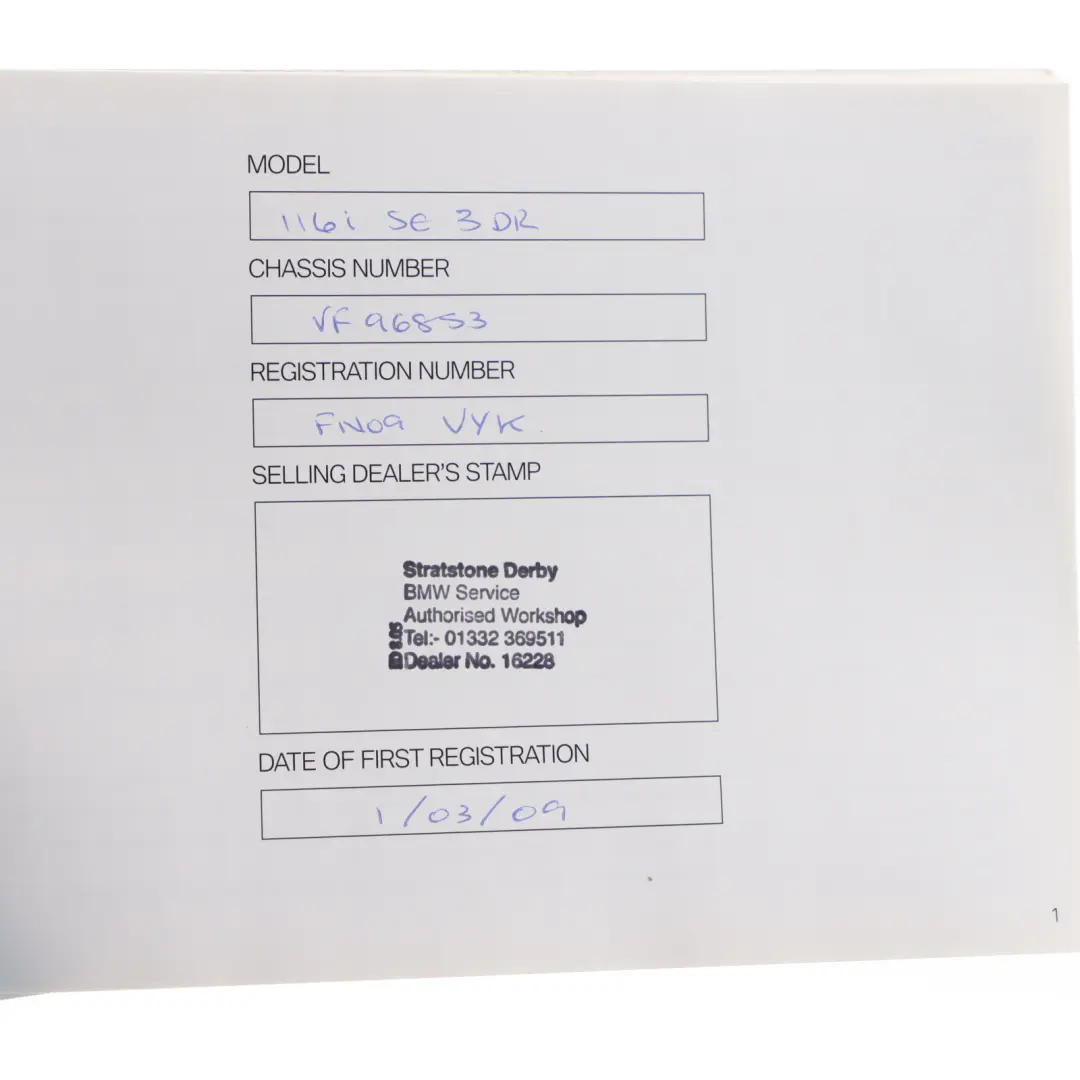 MODEL
116i SE 3DR
CHASSIS NUMBER
VF96853
REGISTRATION NUMBER
FN09 VYK.
SELLING DEALER'S STAMP
Stratstone Derby
BMW Service
Authorised Workshop
Tel:- 01332 369511
Dealer No. 16228
DATE OF FIRST REGISTRATION
1/03/09
1